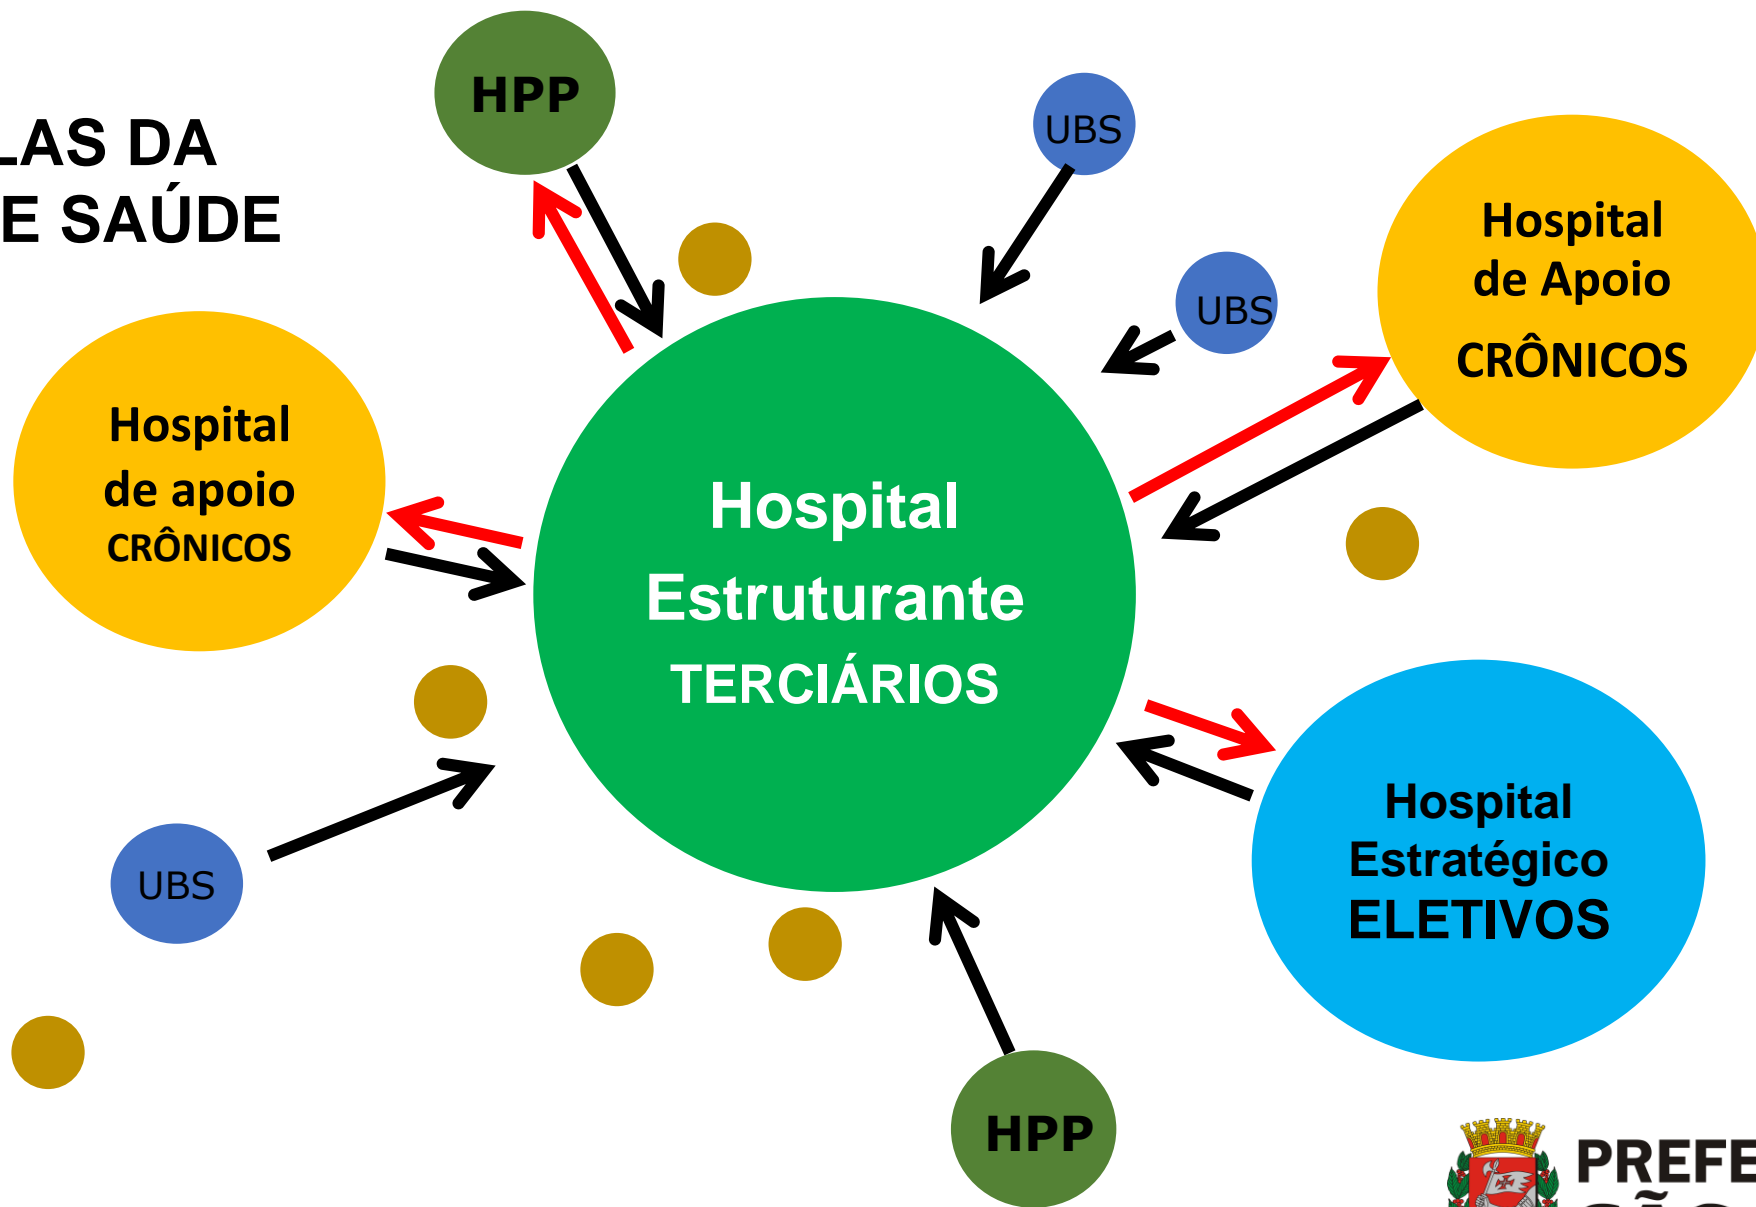 HPP
UBS
LAS DA
E SAÚDE
Hospital
de Apoio
CRÔNICOS
UBS
Hospital
de apoio
CRÔNICOS
Hospital
Estruturante
TERCIÁRIOS
Hospital
Estratégico
ELETIVOS
UBS
HPP
PREFE
SÃO